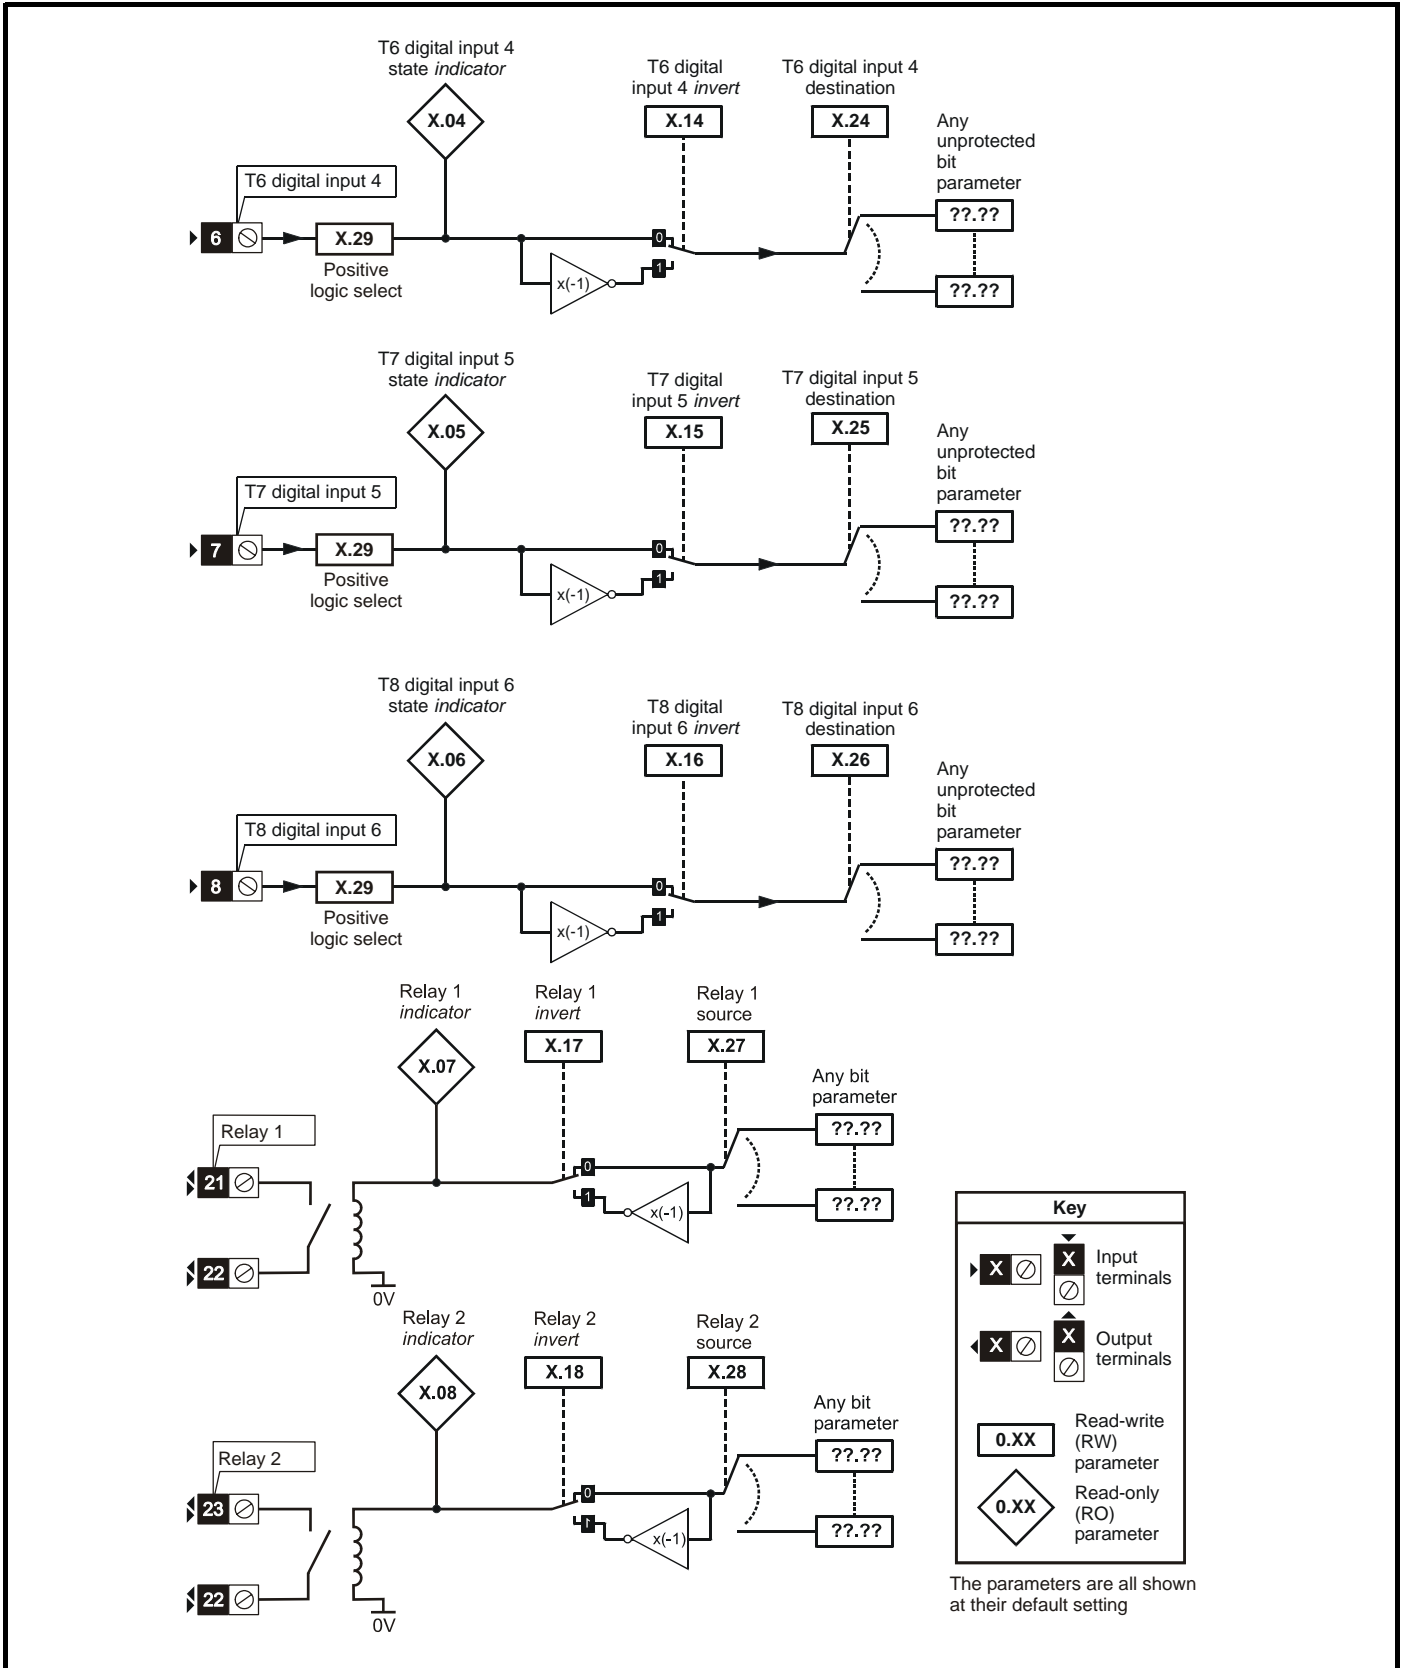 T6 digital input 4
state indicator
X.04
T6 digital
input 4 invert
X.14
T6 digital input 4
destination
X.24
Any
unprotected
bit
parameter
??.??
??.??
T6 digital input 4
6
X.29
Positive
logic select
0
1
x(-1)
T7 digital input 5
state indicator
X.05
T7 digital
input 5 invert
X.15
T7 digital input 5
destination
X.25
Any
unprotected
bit
parameter
??.??
??.??
T7 digital input 5
7
X.29
Positive
logic select
0
1
x(-1)
T8 digital input 6
state indicator
X.06
T8 digital
input 6 invert
X.16
T8 digital input 6
destination
X.26
Any
unprotected
bit
parameter
??.??
??.??
T8 digital input 6
8
X.29
Positive
logic select
0
1
x(-1)
Relay 1
indicator
X.07
Relay 1
invert
X.17
Relay 1
source
X.27
Any bit
parameter
??.??
??.??
Relay 1
21
22
0
1
x(-1)
0V
Relay 2
indicator
X.08
Relay 2
invert
X.18
Relay 2
source
X.28
Any bit
parameter
??.??
??.??
Relay 2
23
22
0
1
x(-1)
0V
Key
X
X
Input
terminals
X
X
Output
terminals
0.XX
Read-write
(RW)
parameter
0.XX
Read-only
(RO)
parameter
The parameters are all shown
at their default setting